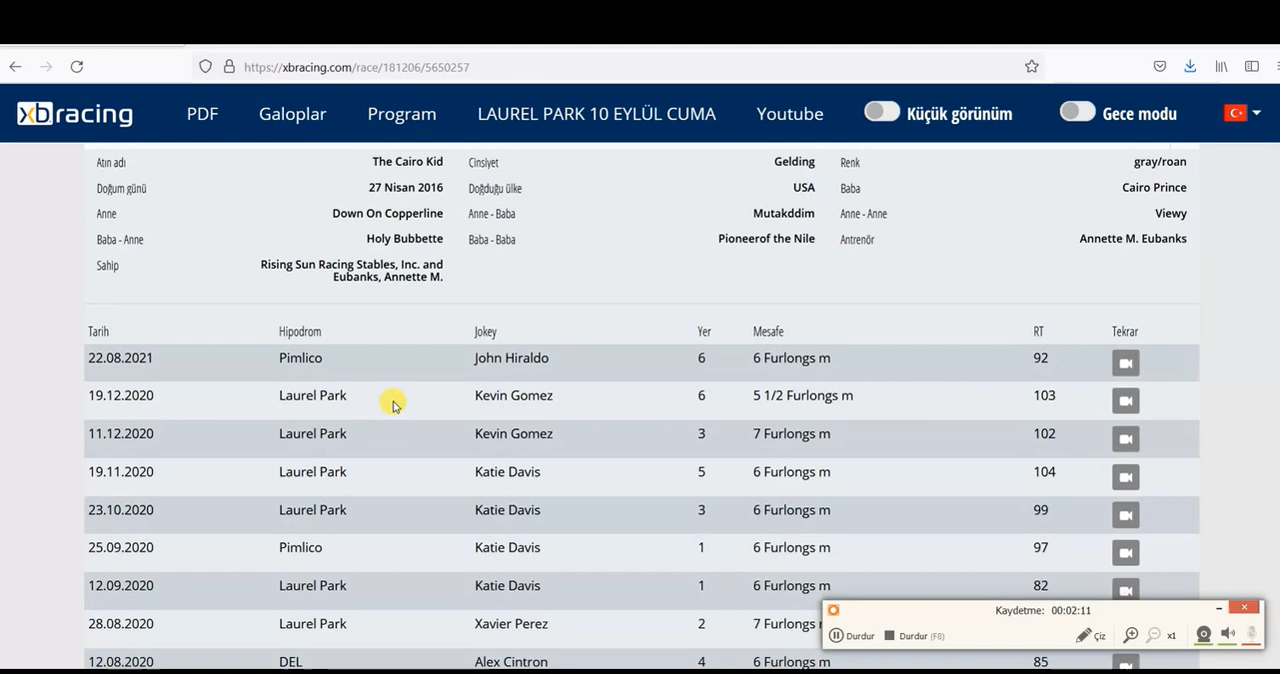 https://xbracing.com/race/181206/5650257
xbracing PDF Galoplar Program LAUREL PARK 10 EYLÜL CUMA Youtube Küçük görünüm Gece modu
Atın adı The Cairo Kid Cinsiyet Gelding Renk gray/roan
Doğum günü 27 Nisan 2016 Doğduğu ülke USA Baba Cairo Prince
Anne Down On Copperline Anne - Baba Mutakddim Anne - Anne Viewy
Baba - Anne Holy Bubbette Baba - Baba Pioneerof the Nile Antrenör Annette M. Eubanks
Sahip Rising Sun Racing Stables, Inc. and
Eubanks, Annette M.
Tarih Hipodrom Jokey Yer Mesafe RT Tekrar
22.08.2021 Pimlico John Hiraldo 6 6 Furlongs m 92
19.12.2020 Laurel Park Kevin Gomez 6 5 1/2 Furlongs m 103
11.12.2020 Laurel Park Kevin Gomez 3 7 Furlongs m 102
19.11.2020 Laurel Park Katie Davis 5 6 Furlongs m 104
23.10.2020 Laurel Park Katie Davis 3 6 Furlongs m 99
25.09.2020 Pimlico Katie Davis 1 6 Furlongs m 97
12.09.2020 Laurel Park Katie Davis 1 6 Furlongs m 82
28.08.2020 Laurel Park Xavier Perez 2 7 Furlongs
12.08.2020 DEL Alex Cintron 4 6 Furlongs m 85
Kaydetme: 00:02:11
Durdur Durdur (F8) Çiz x1